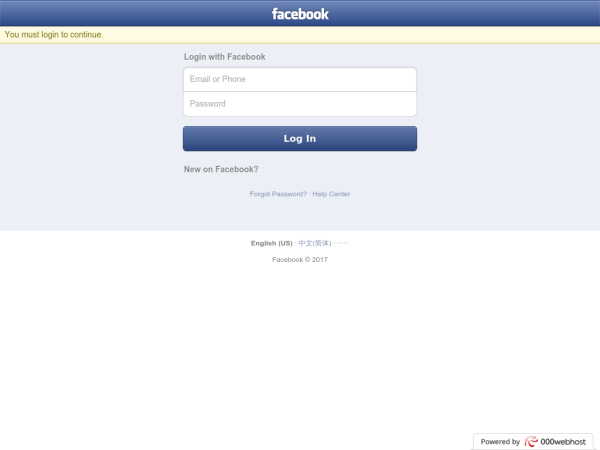 facebook
You must login to continue.
Login with Facebook
Email or Phone
Password
Log In
New on Facebook?
Forgot Password? · Help Center
English (US) · 中文(简体) · ·····
Facebook © 2017
Powered by 000webhost